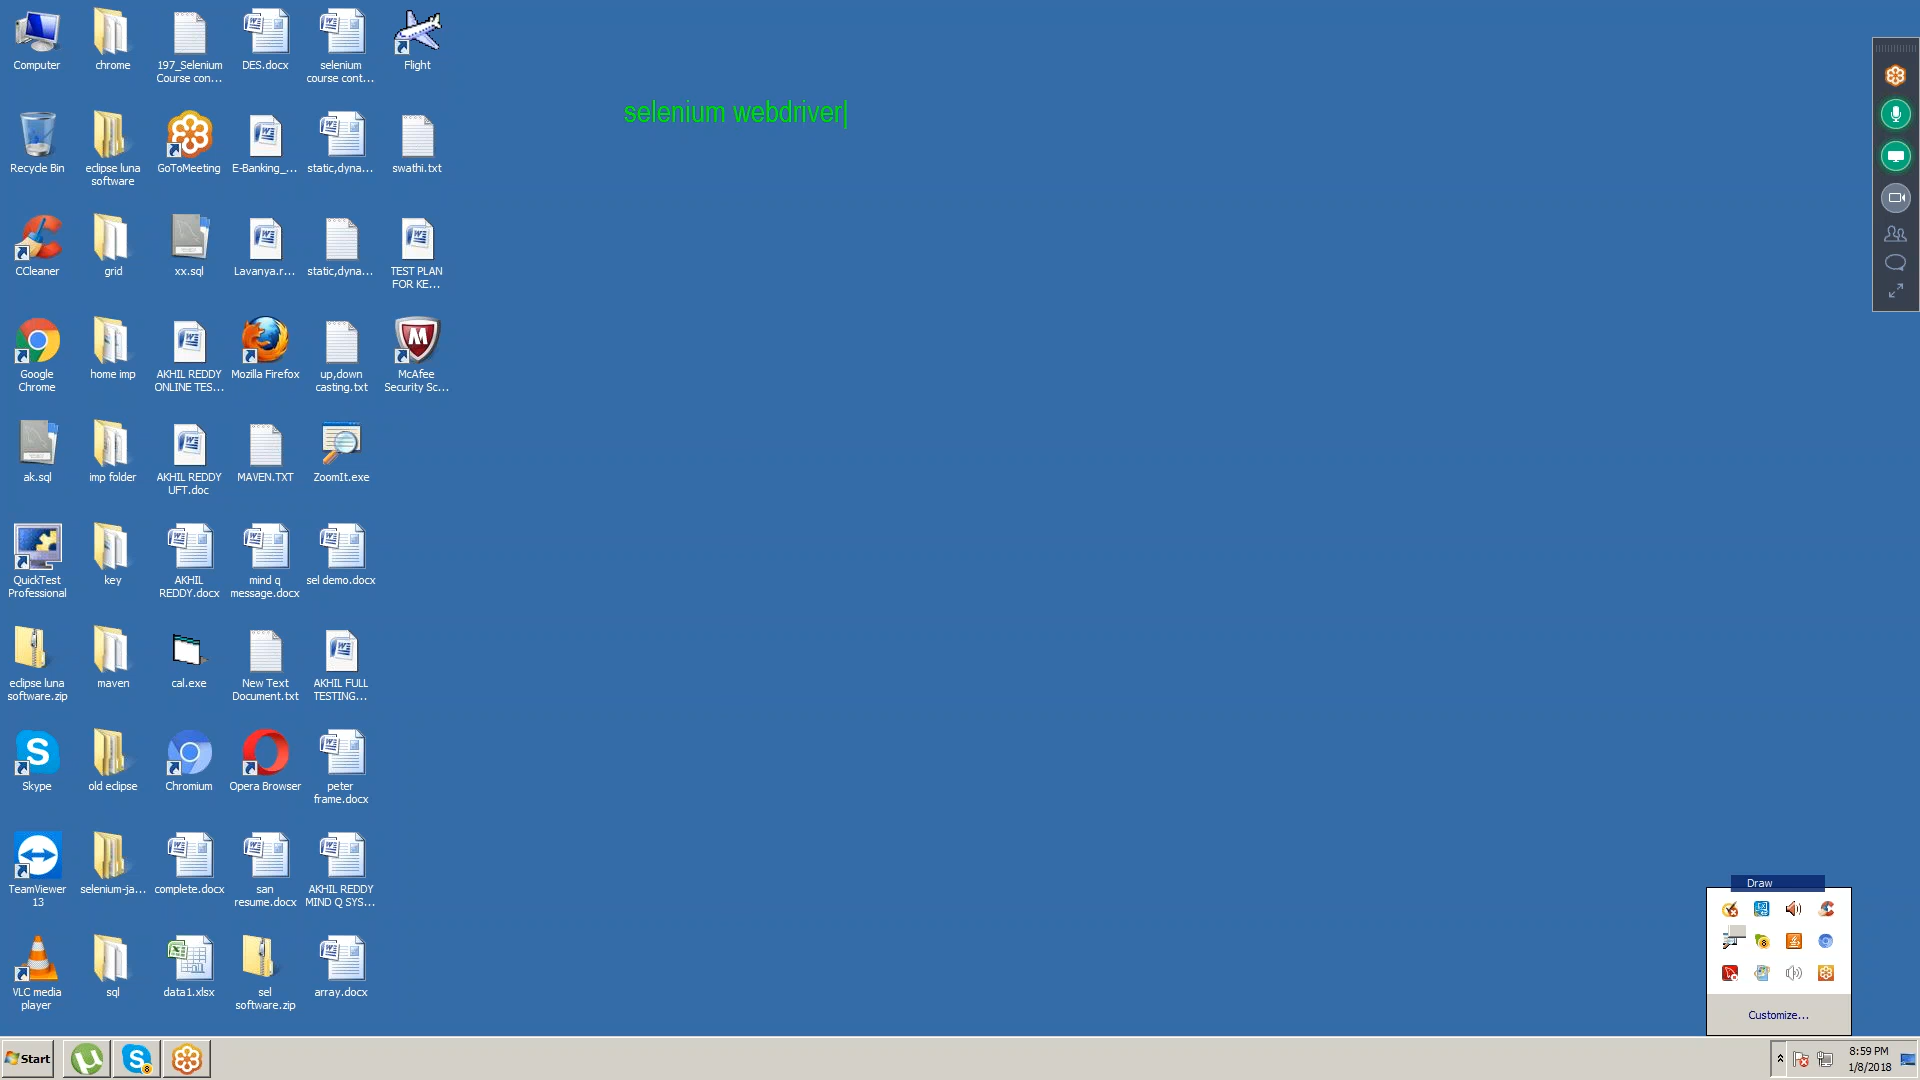 Computer
chrome
197_Selenium
Course con...
DES.docx
selenium
course cont...
Flight
selenium webdriver
Recycle Bin
eclipse luna
software
GoToMeeting
E-Banking_...
static,dyna...
swathi.txt
CCleaner
grid
xx.sql
Lavanya.r...
static,dyna...
TEST PLAN
FOR KE...
Google
Chrome
home imp
AKHIL REDDY
ONLINE TES...
Mozilla Firefox
up,down
casting.txt
McAfee
Security Sc...
ak.sql
imp folder
AKHIL REDDY
UFT.doc
MAVEN.TXT
ZoomIt.exe
QuickTest
Professional
key
AKHIL
REDDY.docx
mind q
message.docx
sel demo.docx
eclipse luna
software.zip
maven
cal.exe
New Text
Document.txt
AKHIL FULL
TESTING...
Skype
old eclipse
Chromium
Opera Browser
peter
frame.docx
TeamViewer
13
selenium-ja...
complete.docx
san
resume.docx
AKHIL REDDY
MIND Q SYS...
VLC media
player
sql
data1.xlsx
sel
software.zip
array.docx
Draw
Customize...
Start
8:59 PM
1/8/2018